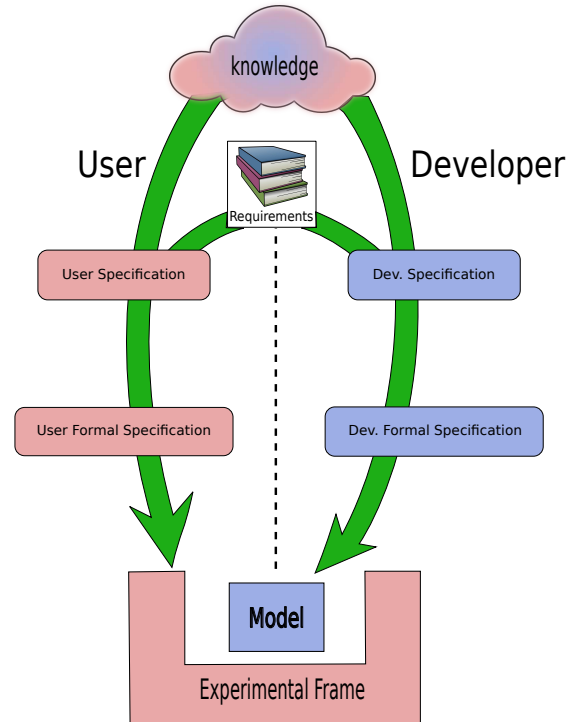 knowledge
User
Developer
Requirements
User Specification
Dev. Specification
User Formal Specification
Dev. Formal Specification
Model
Experimental Frame